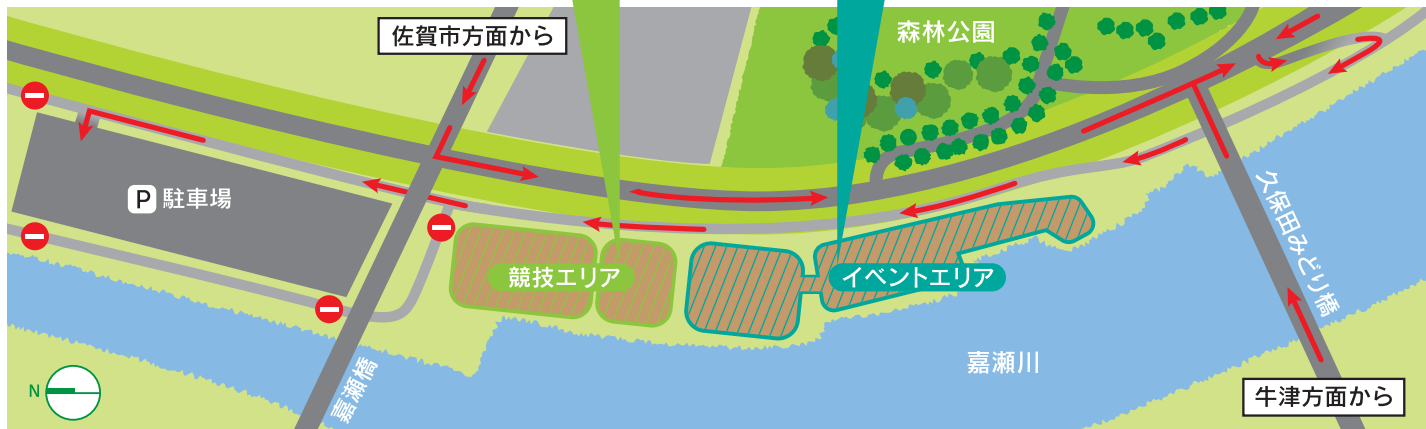 佐賀市方面から
森林公園
P 駐車場
競技エリア
イベントエリア
久保田みどり橋
嘉瀬川
嘉瀬橋
N
牛津方面から